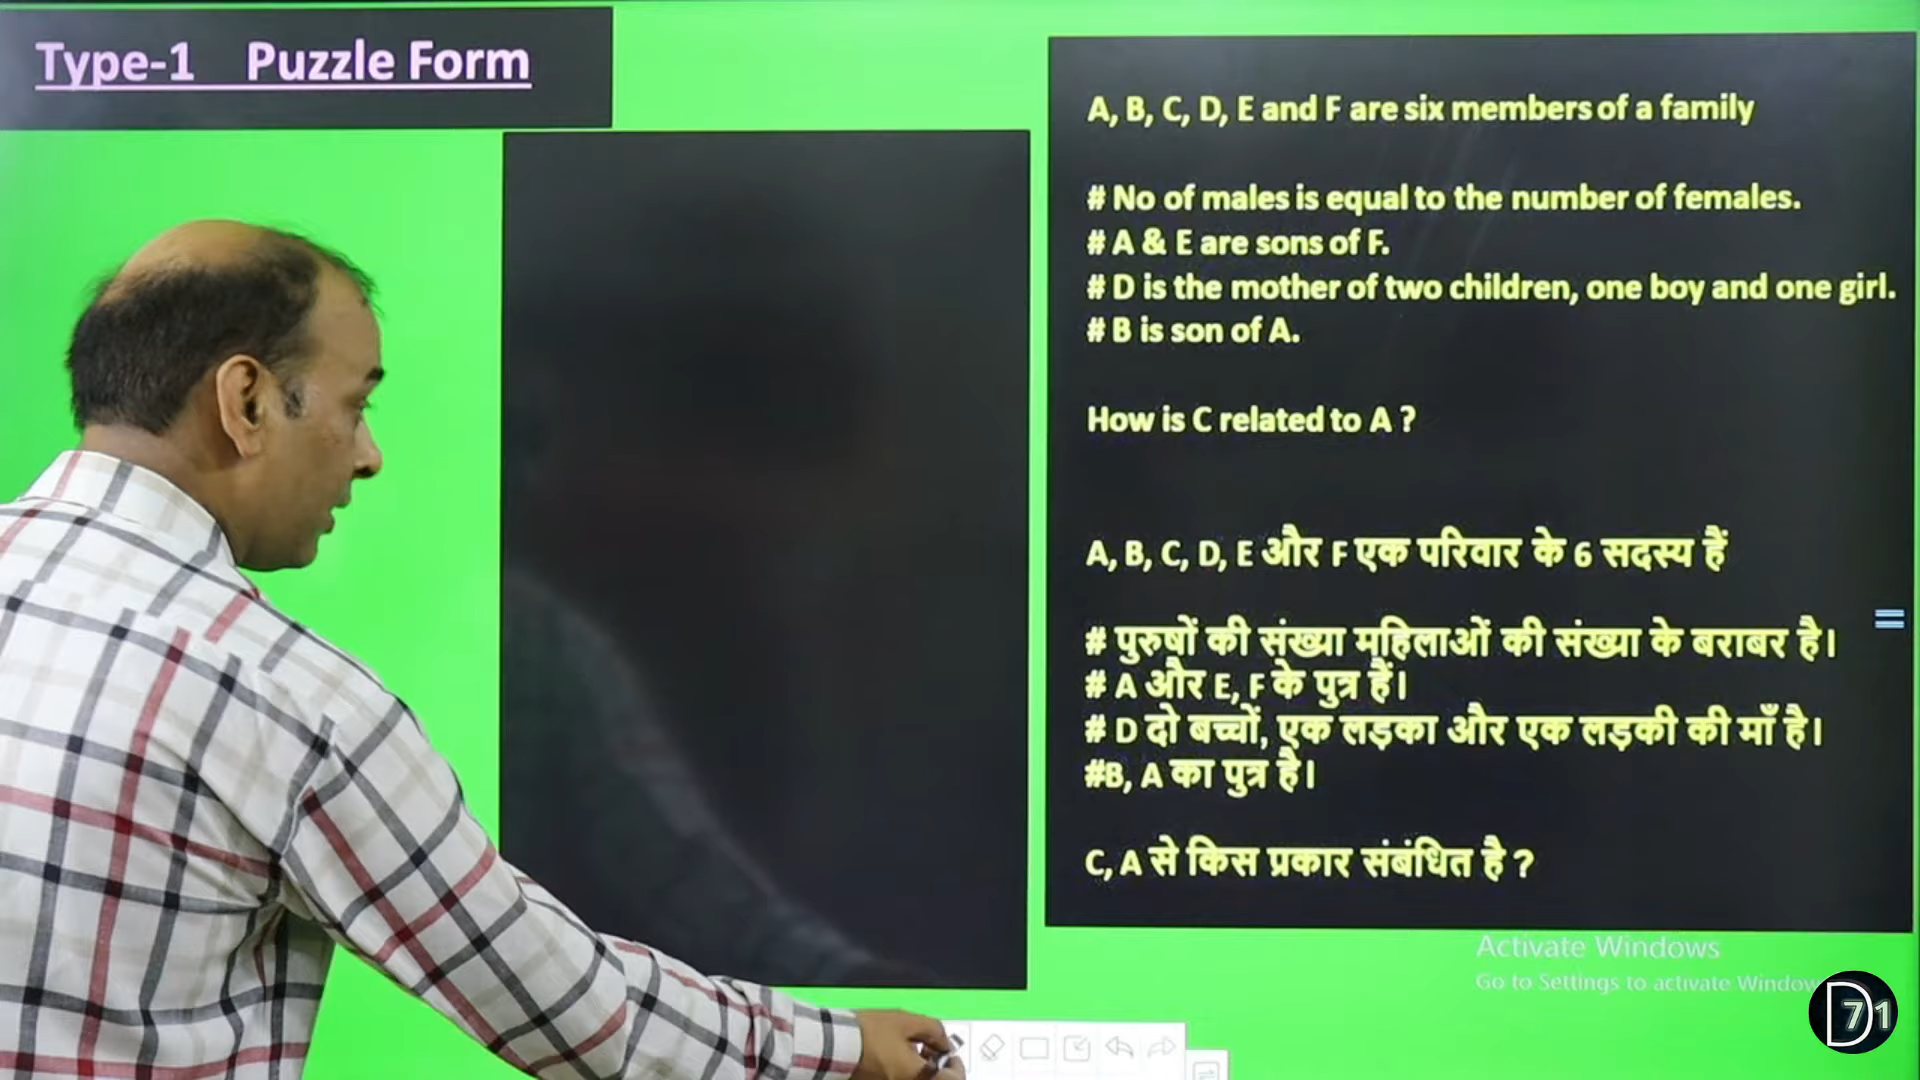 Type-1 Puzzle Form
A, B, C, D, E and F are six members of a family
# No of males is equal to the number of females.
# A & E are sons of F.
# D is the mother of two children, one boy and one girl.
# B is son of A.
How is C related to A ?
A, B, C, D, E और F एक परिवार के 6 सदस्य हैं
# पुरुषों की संख्या महिलाओं की संख्या के बराबर है।
# A और E, F के पुत्र हैं।
# D दो बच्चों, एक लड़का और एक लड़की की माँ है।
#B, A का पुत्र है।
C, A से किस प्रकार संबंधित है ?
Activate Windows
Go to Settings to activate Window
D 71